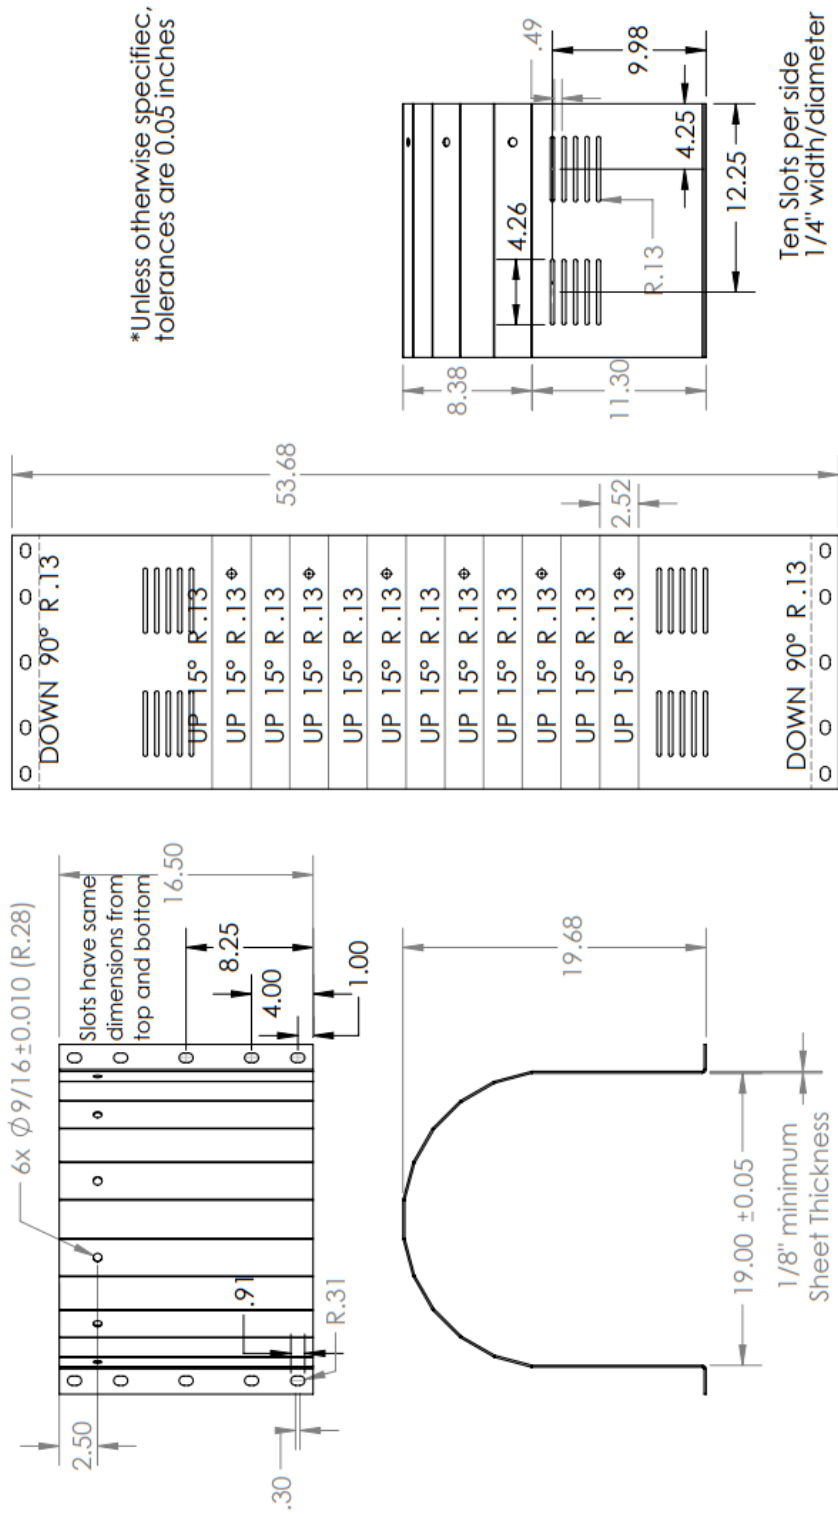 *Unless otherwise specifiec,
tolerances are 0.05 inches
6x Ø9/16±0.010 (R.28)
2.50
.30
.91
R.31
Slots have same
dimensions from
top and bottom
16.50
8.25
4.00
1.00
19.68
19.00 ±0.05
1/8" minimum
Sheet Thickness
53.68
DOWN 90° R .13
UP 15° R .13
UP 15° R .13
UP 15° R .13
UP 15° R .13
UP 15° R .13
UP 15° R .13
UP 15° R .13
UP 15° R .13
UP 15° R .13
UP 15° R .13
UP 15° R .13
UP 15° R .13
DOWN 90° R .13
2.52
8.38
11.30
4.26
.49
9.98
R.13
4.25
12.25
Ten Slots per side
1/4" width/diameter